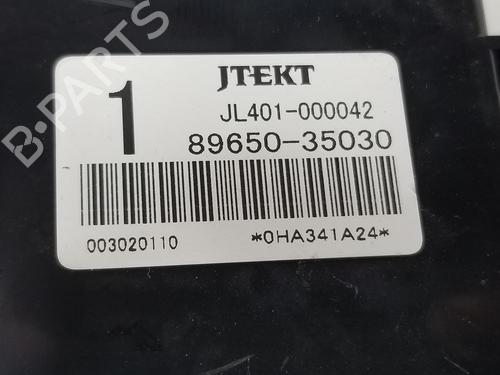 JTEKT
1
JL401-000042
89650-35030
003020110
*0HA341A24*
B-PARTS